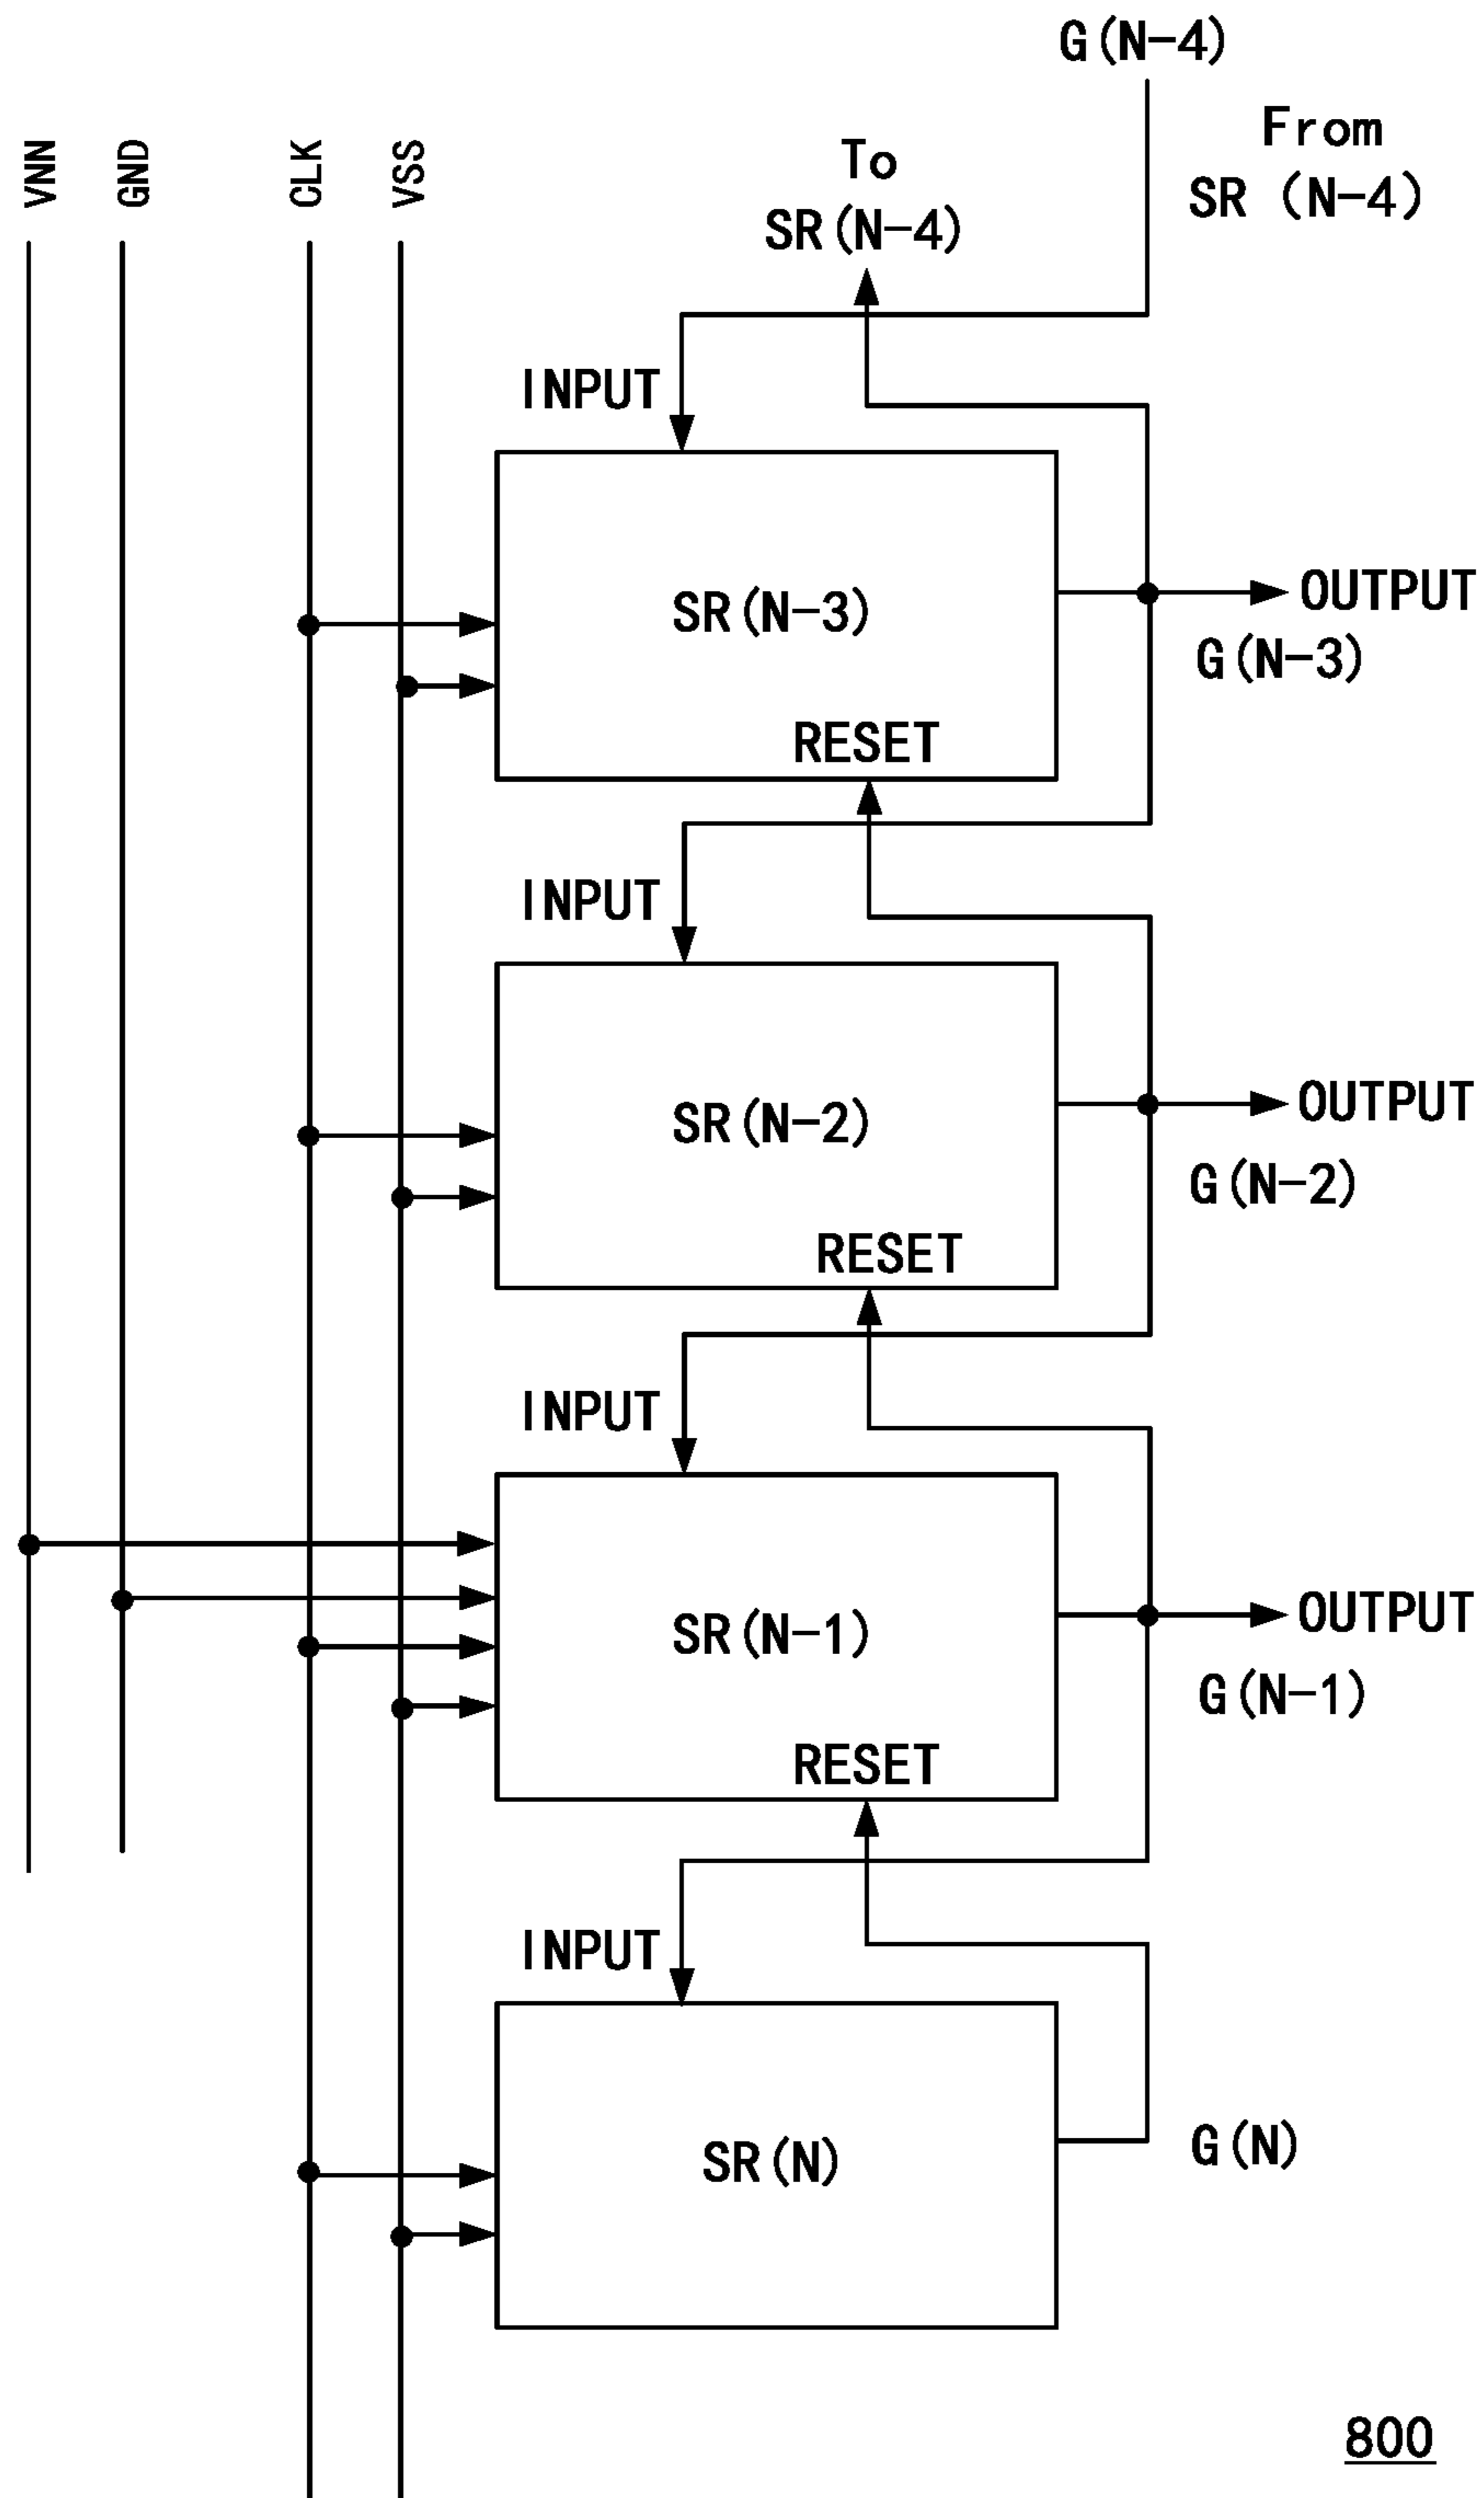 G(N-4)
From
SR (N-4)
To
SR(N-4)
VNN
GND
CLK
VSS
INPUT
SR(N-3)
OUTPUT
G(N-3)
RESET
INPUT
SR(N-2)
OUTPUT
G(N-2)
RESET
INPUT
SR(N-1)
OUTPUT
G(N-1)
RESET
INPUT
SR(N)
G(N)
800